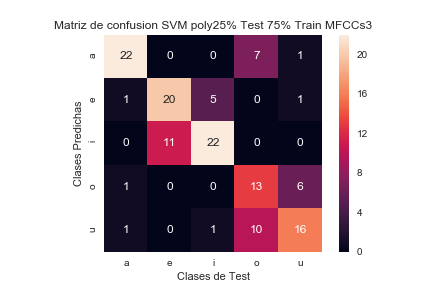 Matriz de confusion SVM poly25% Test 75% Train MFCCs3
a 22 0 0 7 1
e 1 20 5 0 1
i 0 11 22 0 0
o 1 0 0 13 6
u 1 0 1 10 16
a e i o u
Clases Predichas
Clases de Test
20
16
12
8
4
0